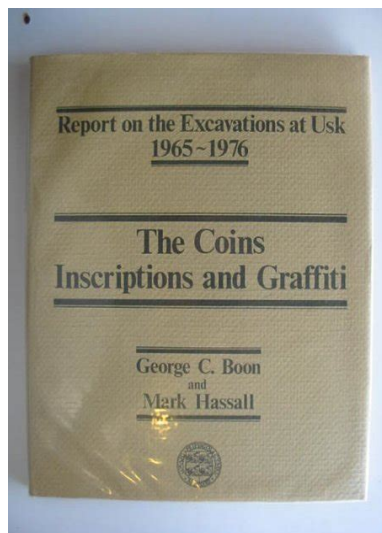 Report on the Excavations at Usk
1965~1976
The Coins
Inscriptions and Graffiti
George C. Boon
and
Mark Hassall